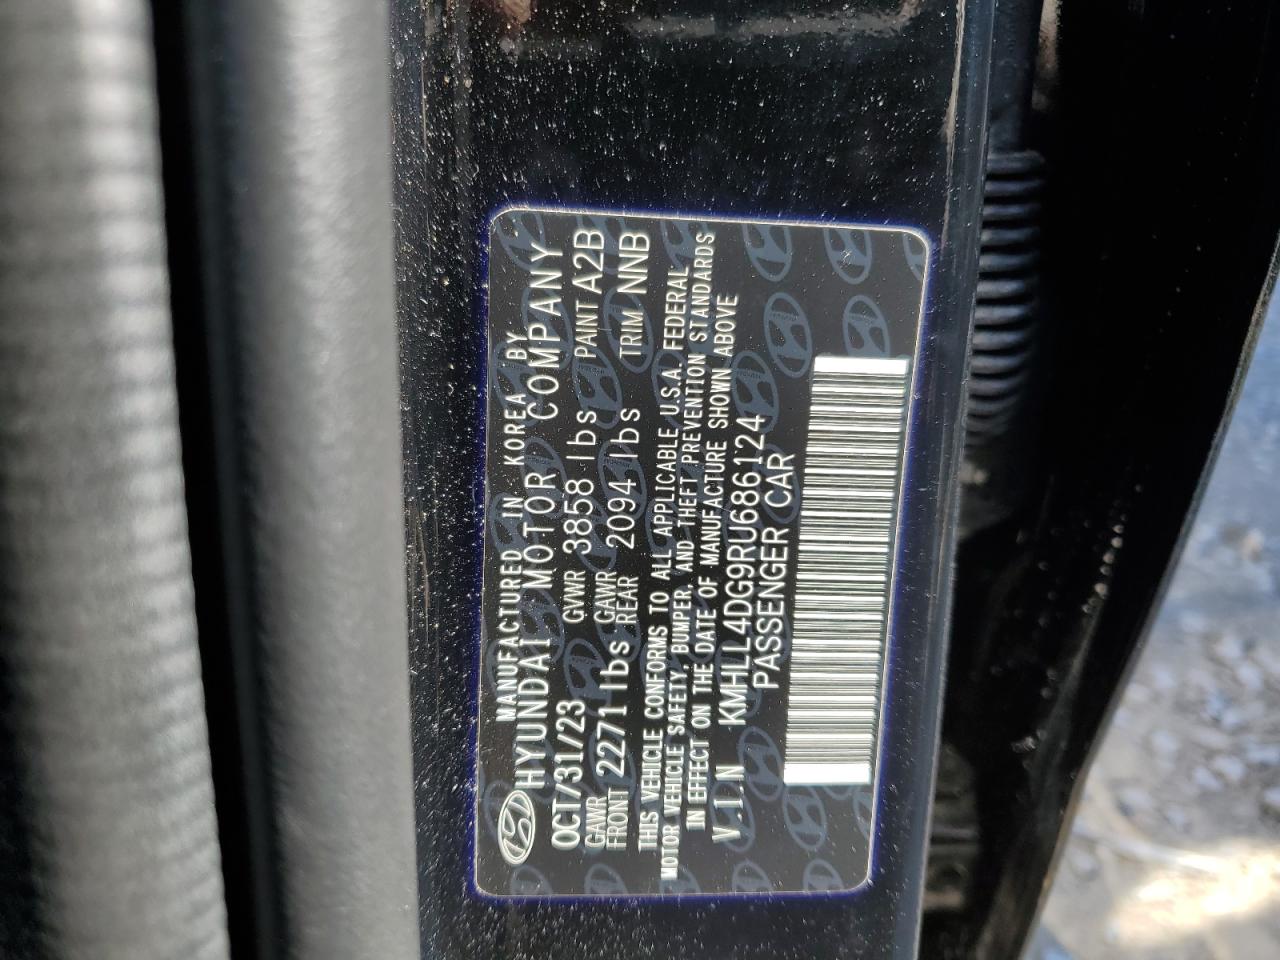 MANUFACTURED IN KOREA BY
HYUNDAI MOTOR COMPANY
OCT/31/23 GVWR 3858 lbs PAINT A2B
GAWR FRONT 2271 lbs GAWR REAR 2094 lbs TRIM NNB
THIS VEHICLE CONFORMS TO ALL APPLICABLE U.S.A. FEDERAL
MOTOR VEHICLE SAFETY, BUMPER, AND THEFT PREVENTION STANDARDS
IN EFFECT ON THE DATE OF MANUFACTURE SHOWN ABOVE
V.I.N KMHLL4DG9RU686124
PASSENGER CAR